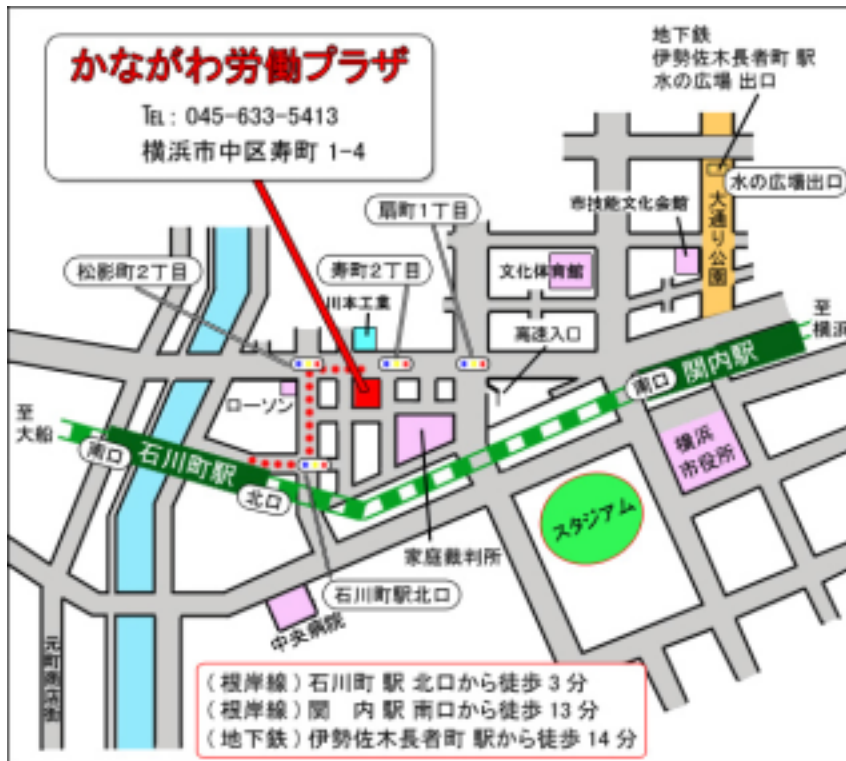 かながわ労働プラザ
TEL: 045-633-5413
横浜市中区寿町 1-4
地下鉄
伊勢佐木長者町 駅
水の広場 出口
水の広場出口
大通り公園
市技能文化会館
扇町1丁目
文化体育館
松影町2丁目
寿町2丁目
川本工業
高速入口
至
横浜
関内駅
南口
ローソン
至
大船
南口
石川町駅
北口
横浜
市役所
スタジアム
家庭裁判所
石川町駅北口
中央病院
元町商店街
(根岸線) 石川町 駅 北口から徒歩 3 分
(根岸線)関 内 駅 南口から徒歩 13 分
(地下鉄) 伊勢佐木長者町 駅から徒歩 14 分